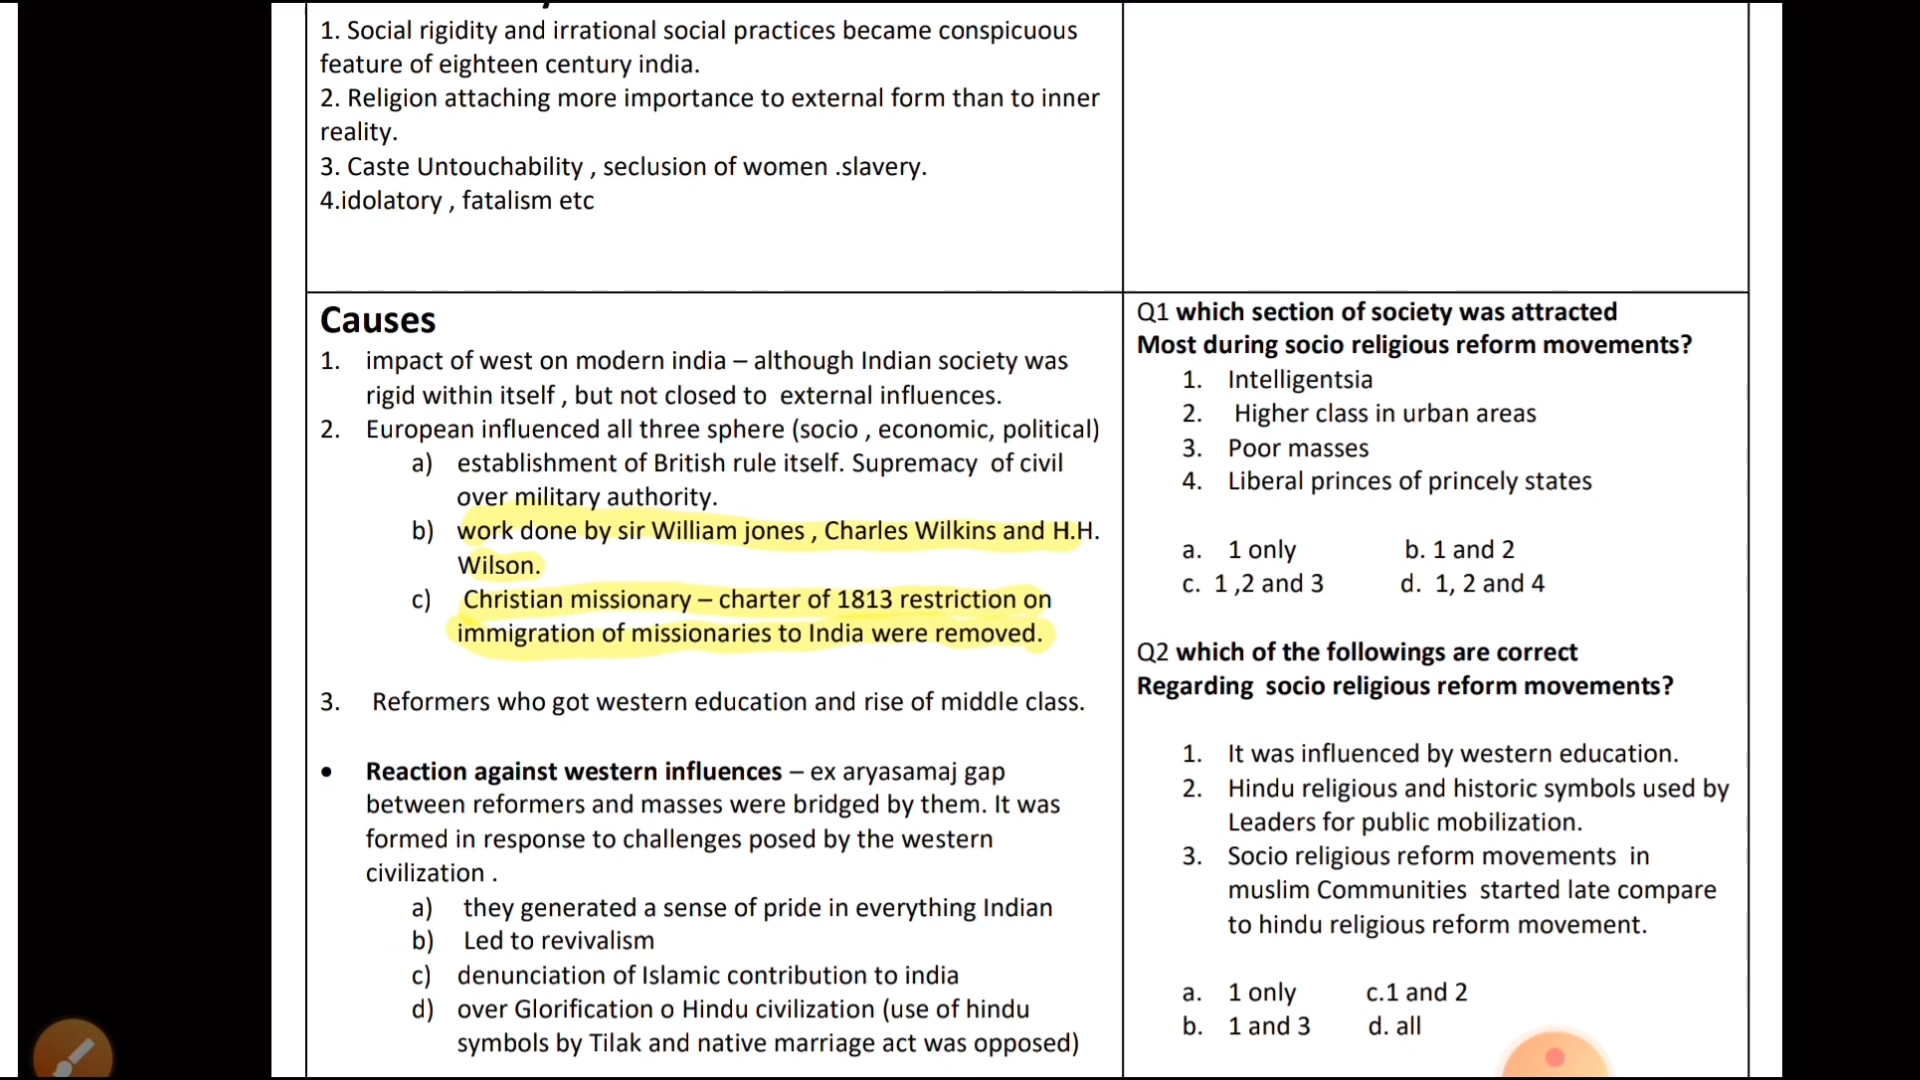 1. Social rigidity and irrational social practices became conspicuous
feature of eighteen century india.
2. Religion attaching more importance to external form than to inner
reality.
3. Caste Untouchability , seclusion of women .slavery.
4.idolatory , fatalism etc
Causes
1. impact of west on modern india – although Indian society was
rigid within itself , but not closed to external influences.
2. European influenced all three sphere (socio , economic, political)
a) establishment of British rule itself. Supremacy of civil
over military authority.
b) work done by sir William jones , Charles Wilkins and H.H.
Wilson.
c) Christian missionary – charter of 1813 restriction on
immigration of missionaries to India were removed.
3. Reformers who got western education and rise of middle class.
• Reaction against western influences – ex aryasamaj gap
between reformers and masses were bridged by them. It was
formed in response to challenges posed by the western
civilization .
a) they generated a sense of pride in everything Indian
b) Led to revivalism
c) denunciation of Islamic contribution to india
d) over Glorification o Hindu civilization (use of hindu
symbols by Tilak and native marriage act was opposed)
Q1 which section of society was attracted
Most during socio religious reform movements?
1. Intelligentsia
2. Higher class in urban areas
3. Poor masses
4. Liberal princes of princely states
a. 1 only b. 1 and 2
c. 1 ,2 and 3 d. 1, 2 and 4
Q2 which of the followings are correct
Regarding socio religious reform movements?
1. It was influenced by western education.
2. Hindu religious and historic symbols used by
Leaders for public mobilization.
3. Socio religious reform movements in
muslim Communities started late compare
to hindu religious reform movement.
a. 1 only c.1 and 2
b. 1 and 3 d. all